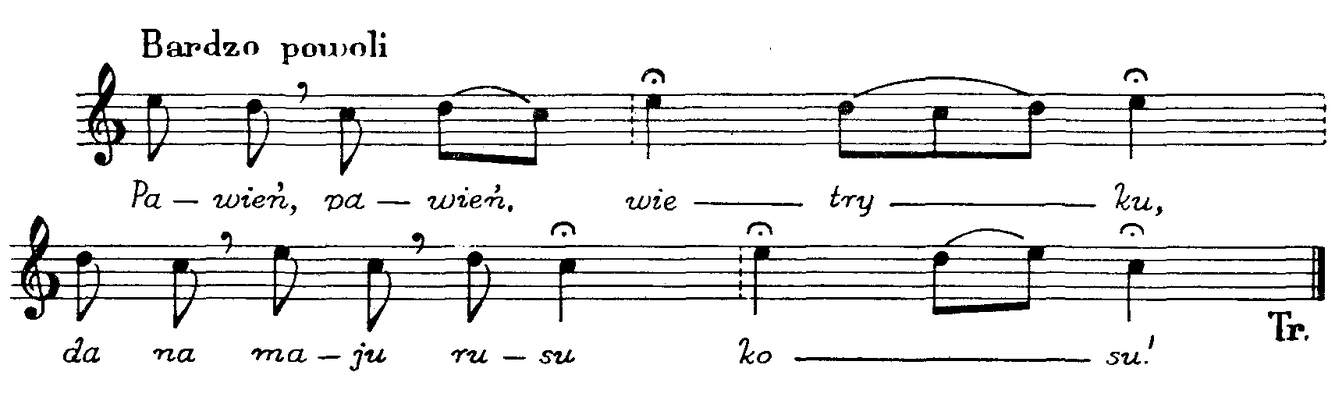 Bardzo powoli
Pa – wień, pa – wień, wie — try — ku,
da na ma – ju ru – su ko — su!
Tr.